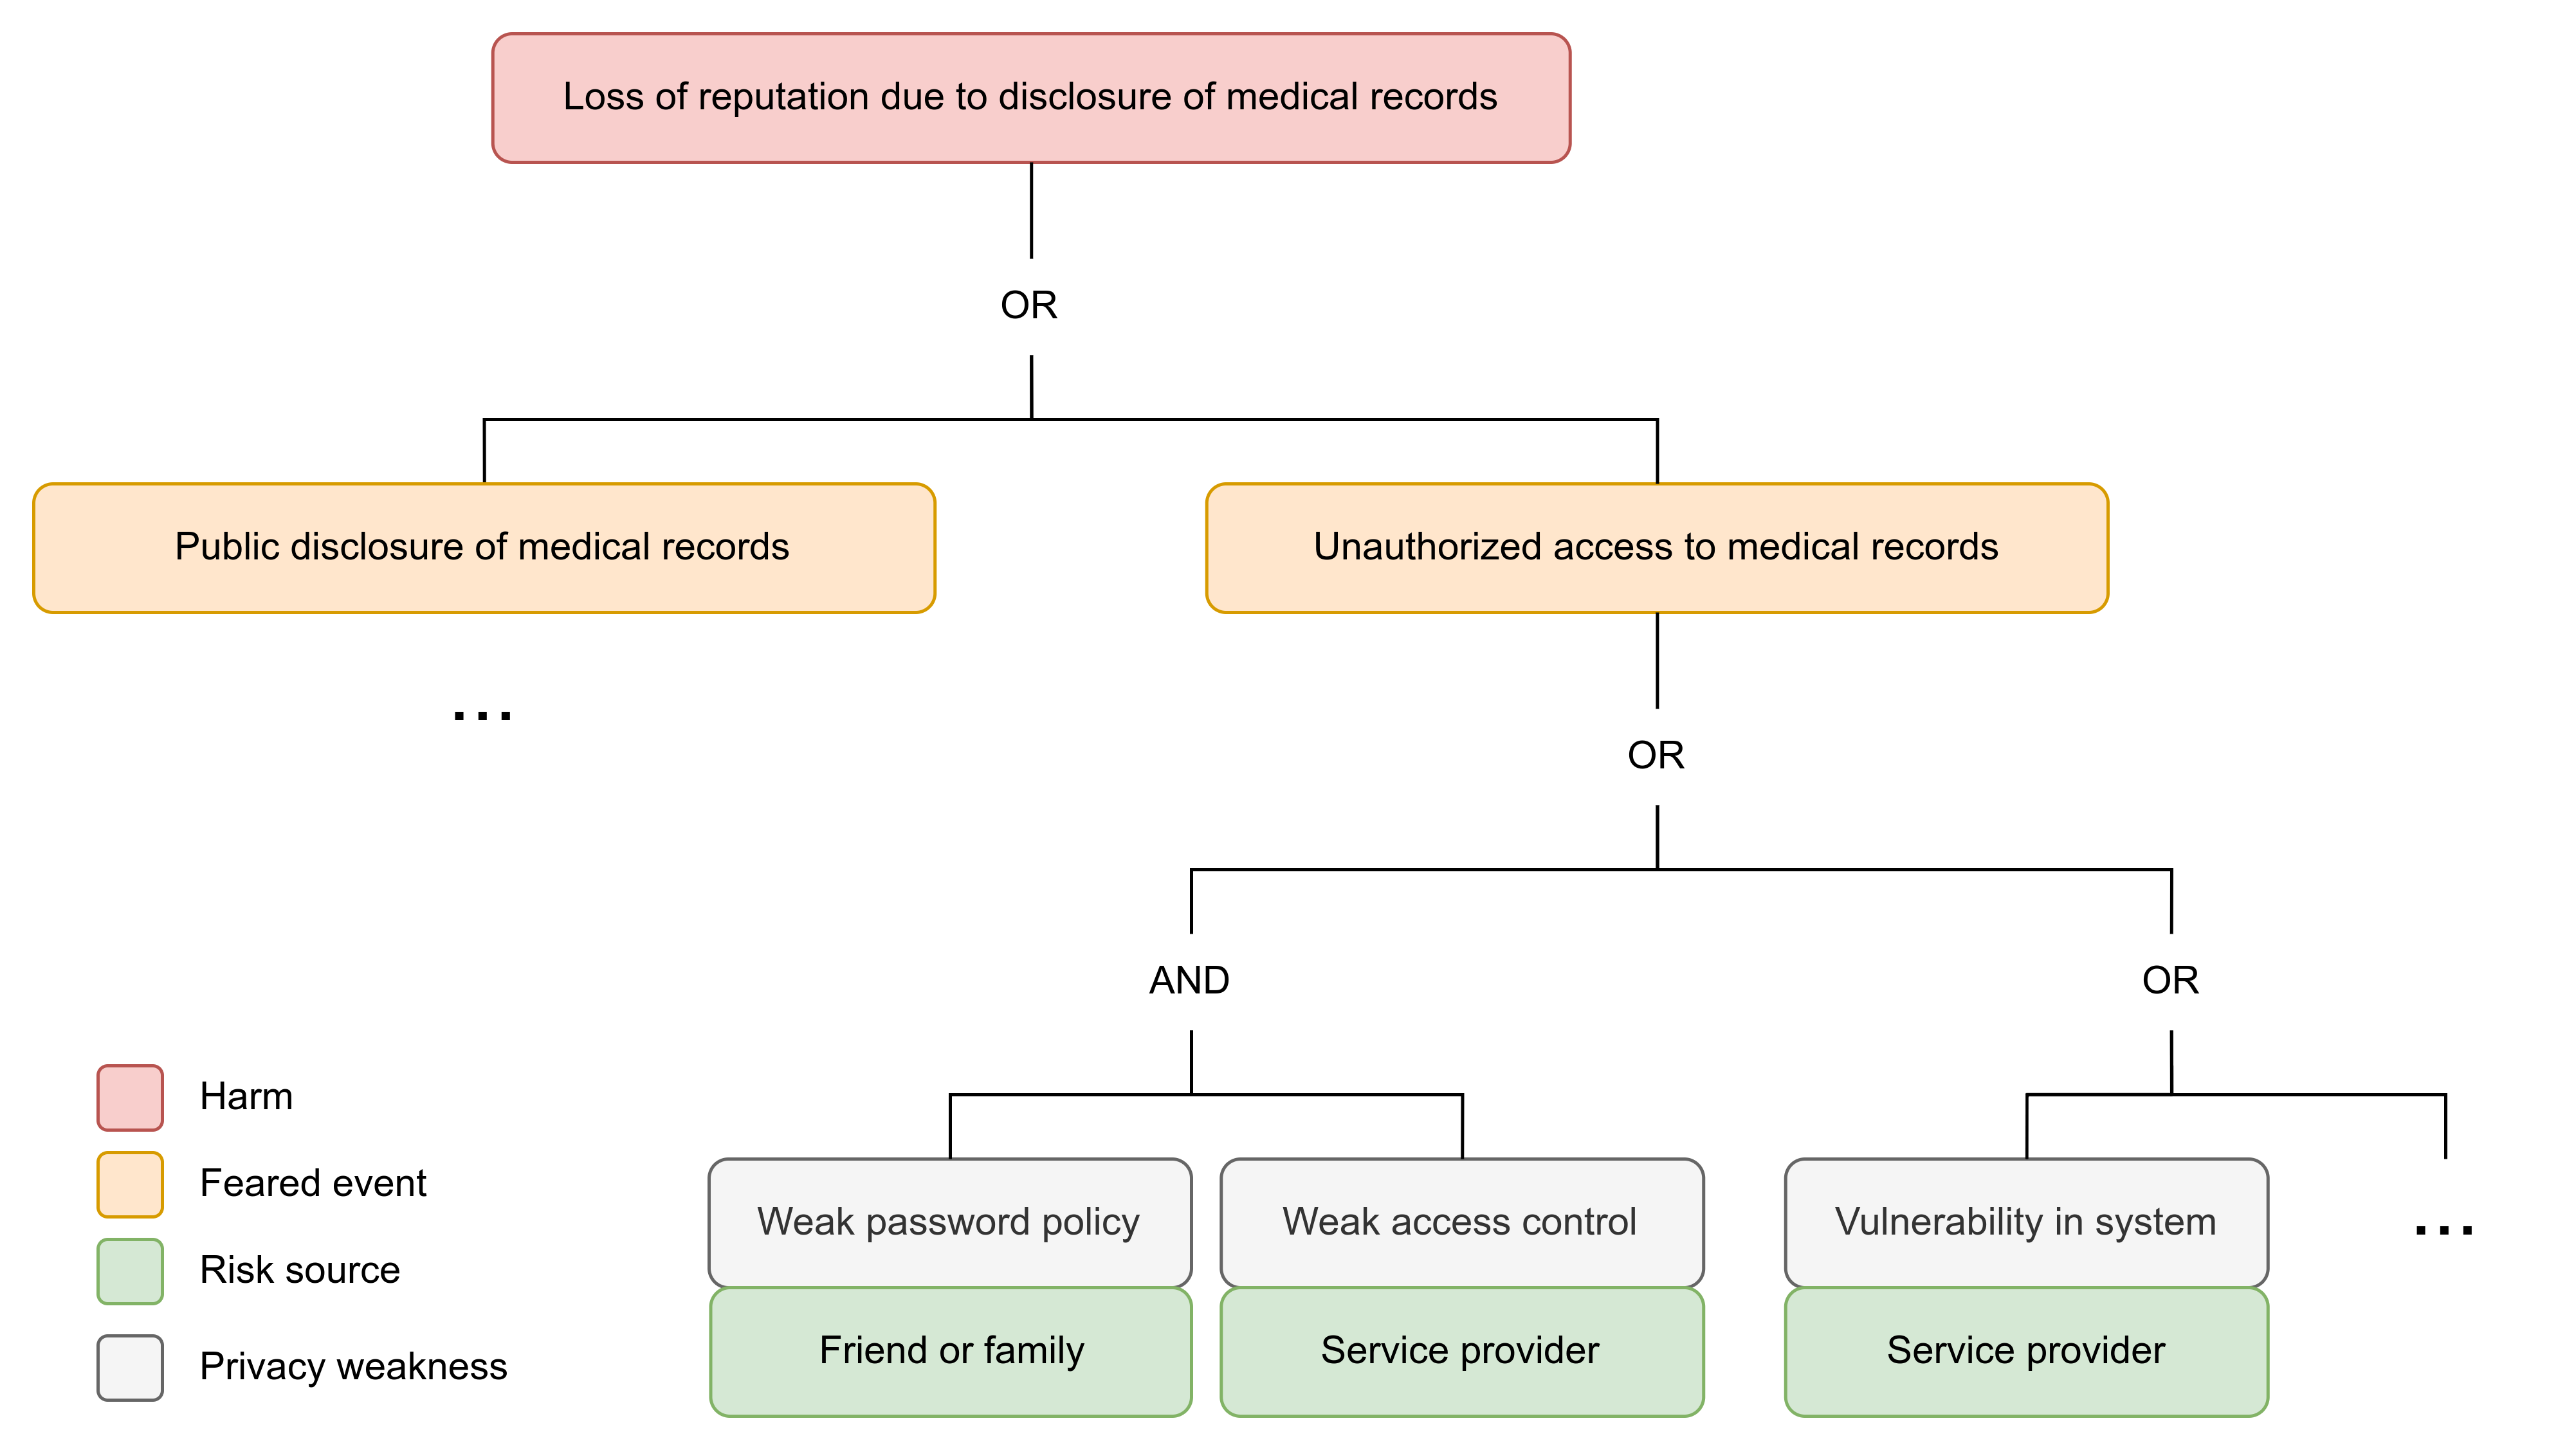 Loss of reputation due to disclosure of medical records
OR
Public disclosure of medical records
Unauthorized access to medical records
...
OR
AND
OR
Harm
Feared event
Risk source
Privacy weakness
Weak password policy
Weak access control
Vulnerability in system
...
Friend or family
Service provider
Service provider